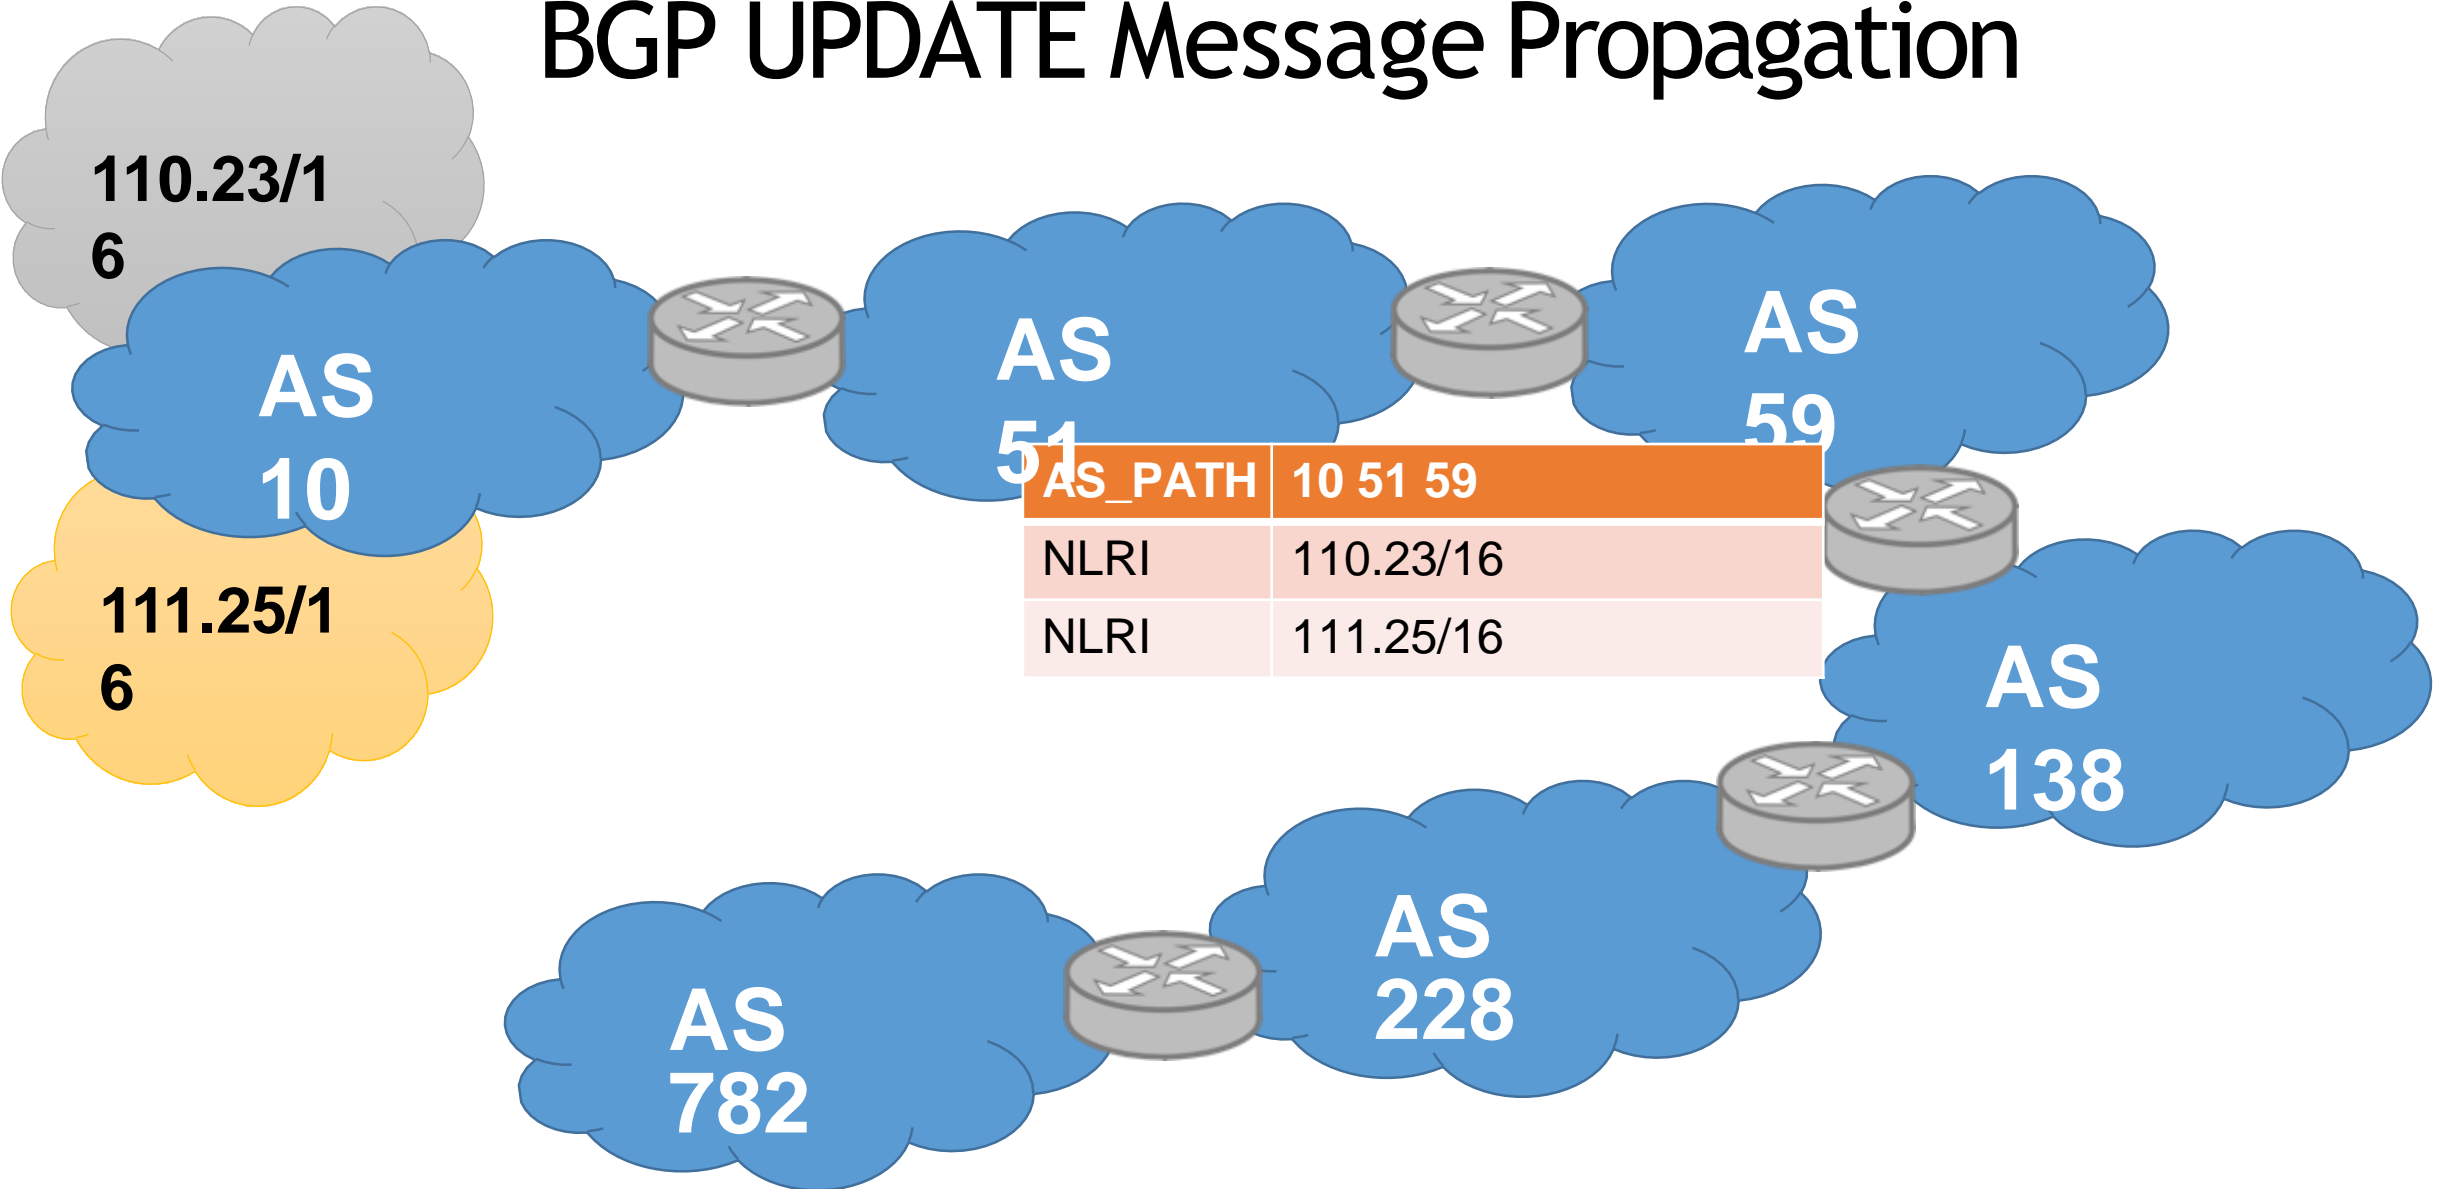 BGP UPDATE Message Propagation
110.23/1
6
AS
10
111.25/1
6
AS
51
AS
59
AS_PATH 10 51 59
NLRI 110.23/16
NLRI 111.25/16
AS
138
AS
228
AS
782